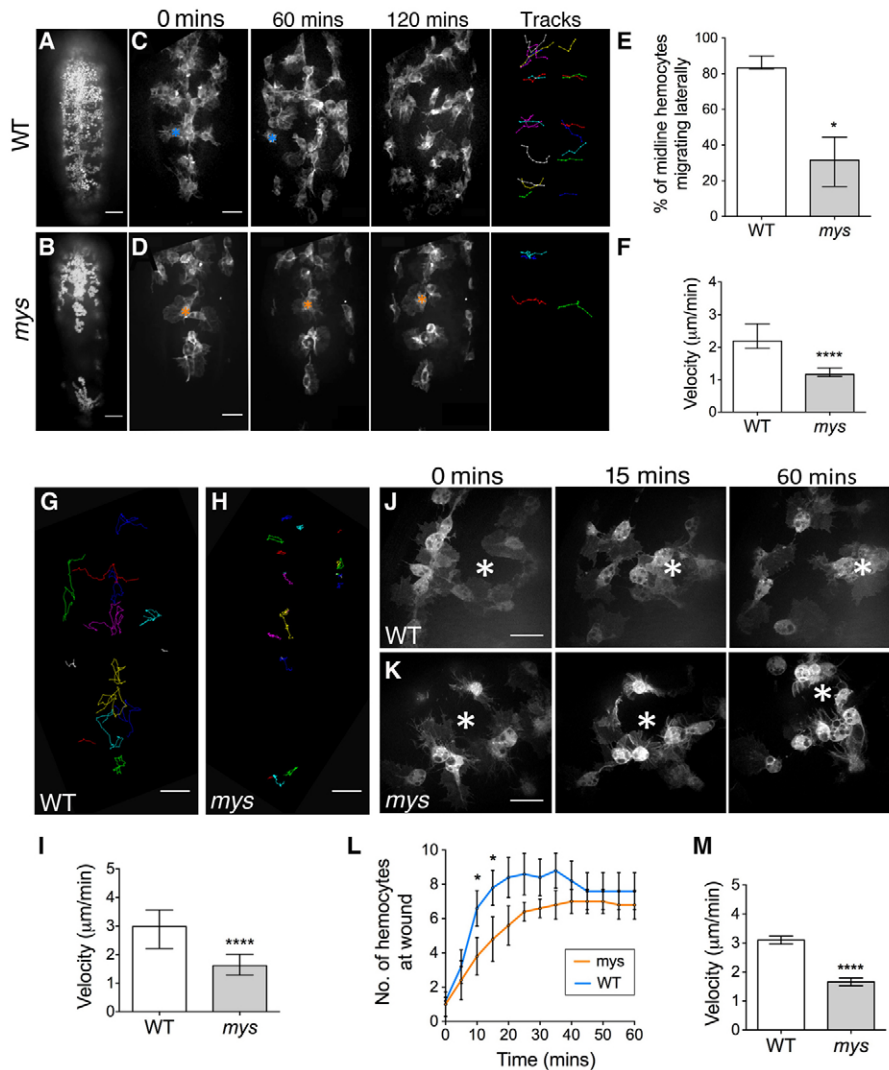 0 mins 60 mins 120 mins Tracks
A C E
WT
B D
mys
% of midline hemocytes
migrating laterally
100
80
60
40
20
0
*
WT mys
F
Velocity (μm/min)
4
3
2
1
0
****
WT mys
0 mins 15 mins 60 mins
G H J
* * *
WT
K
* * *
WT mys mys
I
Velocity (μm/min)
5
4
3
2
1
0
****
WT mys
L
No. of hemocytes
at wound
12
10
8
6
4
2
0
* *
mys
WT
0 10 20 30 40 50 60
Time (mins)
M
Velocity (μm/min)
5
4
3
2
1
0
****
WT mys